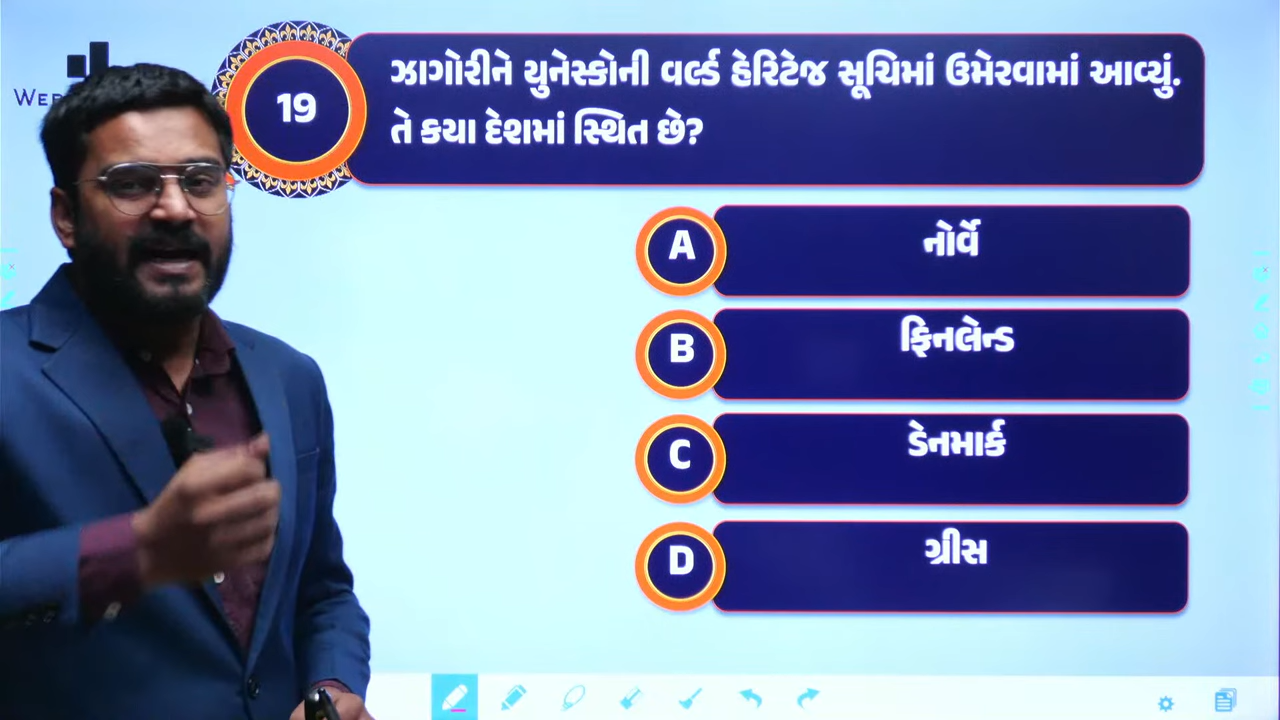 19
ઝાગોરીને યુનેસ્કોની વર્લ્ડ હેરિટેજ સૂચિમાં ઉમેરવામાં આવ્યું.
તે કયા દેશમાં સ્થિત છે?
A
નોર્વે
B
ફિનલેન્ડ
C
ડેનમાર્ક
D
ગ્રીસ